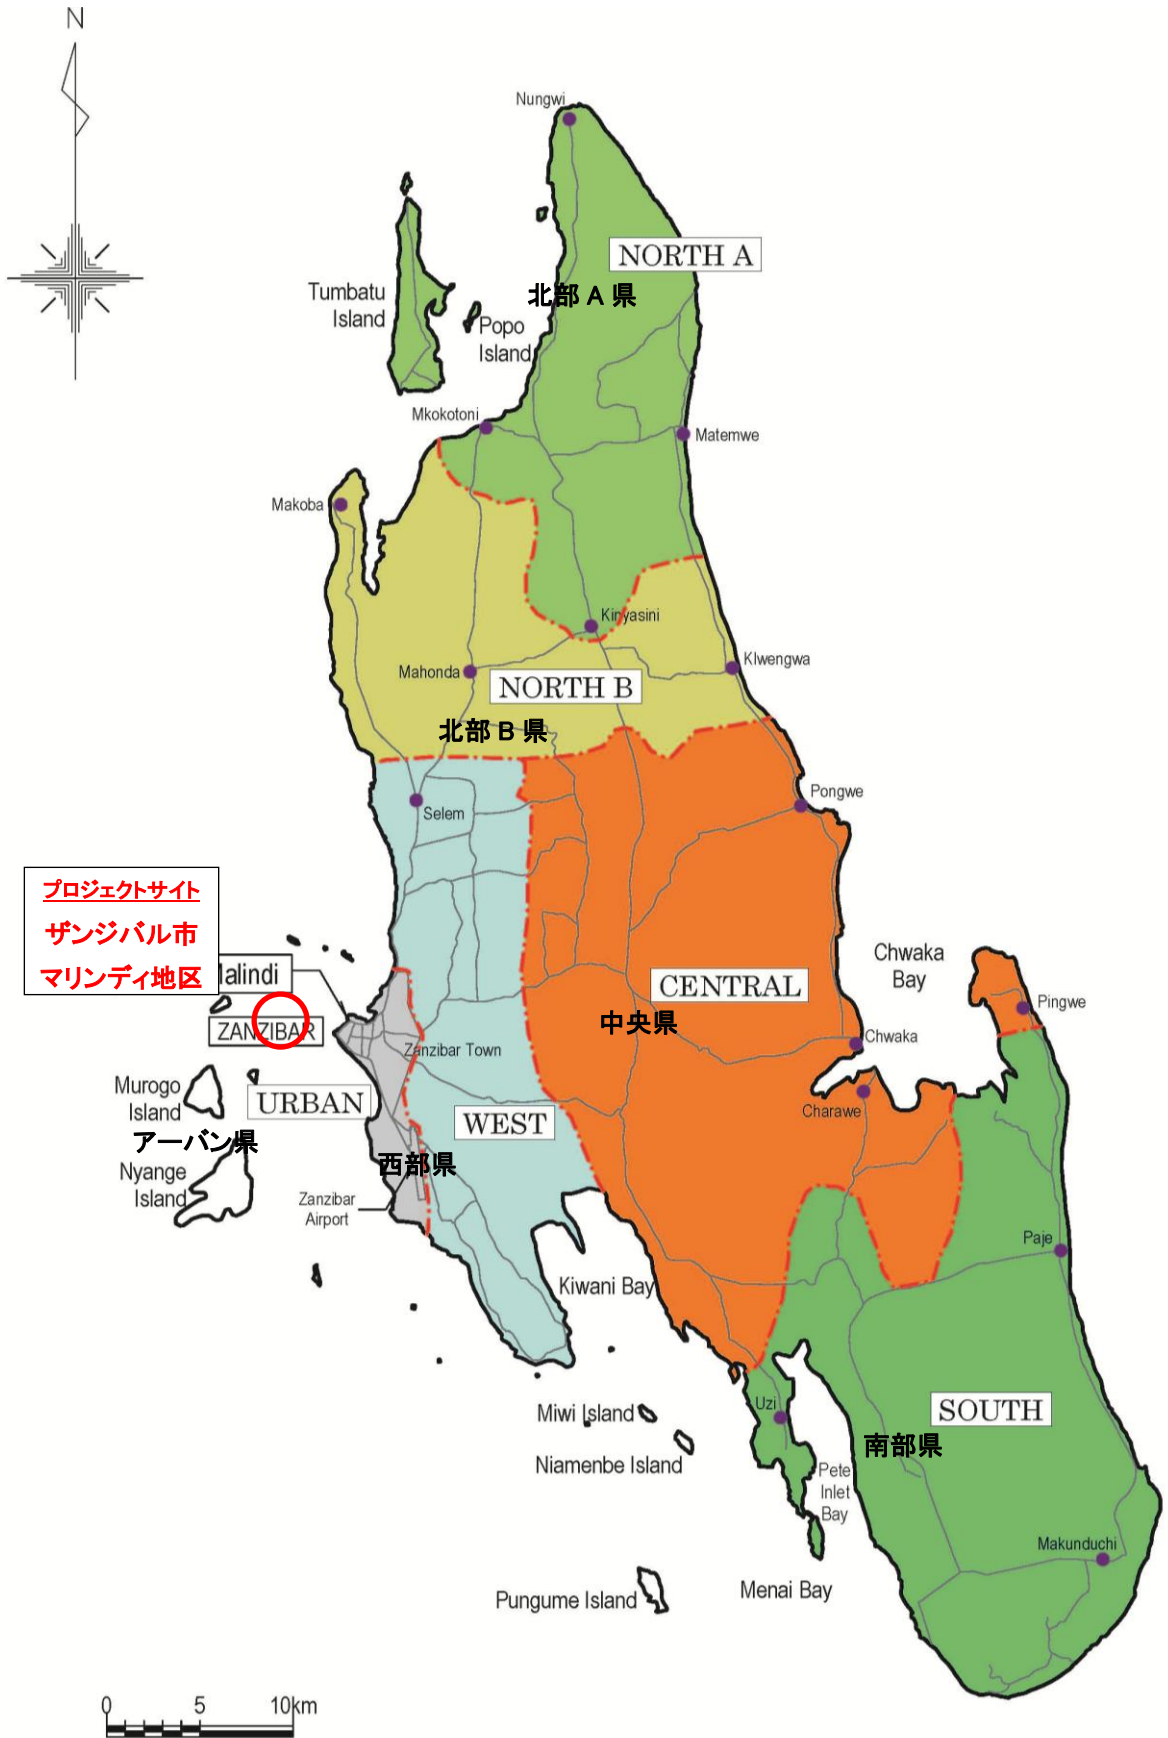 N
Nungwi
NORTH A
北部 A 県
Tumbatu
Island
Popo
Island
Mkokotoni
Matemwe
Makoba
Kinyasini
Mahonda
Klwengwa
NORTH B
北部 B 県
Pongwe
Selem
プロジェクトサイト
ザンジバル市
マリンディ地区
alindi
Chwaka
Bay
CENTRAL
中央県
Pingwe
ZANZIBAR
Chwaka
Zanzibar Town
Murogo
Island
URBAN
アーバン県
WEST
西部県
Charawe
Nyange
Island
Zanzibar
Airport
Paje
Kiwani Bay
Uzi
SOUTH
南部県
Miwi Island
Niamenbe Island
Pete
Inlet
Bay
Makunduchi
Pungume Island
Menai Bay
0 5 10km